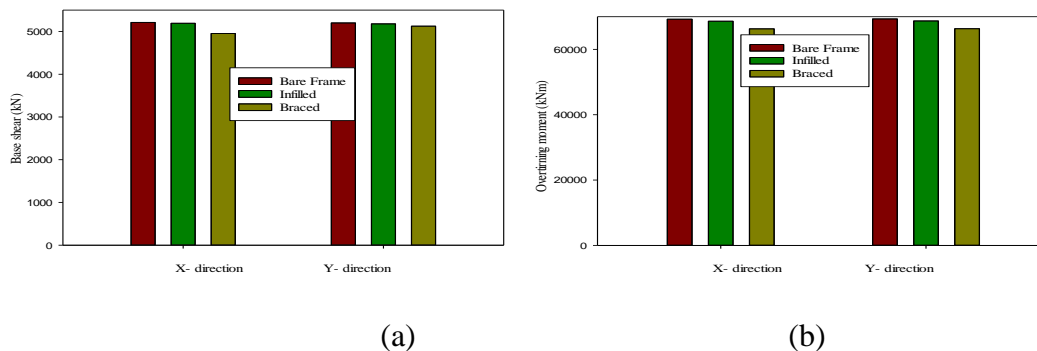 Base shear (kN)
5000
4000
3000
2000
1000
0
Bare Frame
Infilled
Braced
X- direction
Y- direction
(a)
Overtirning moment (kNm)
60000
40000
20000
0
Bare Frame
Infilled
Braced
X- direction
Y- direction
(b)